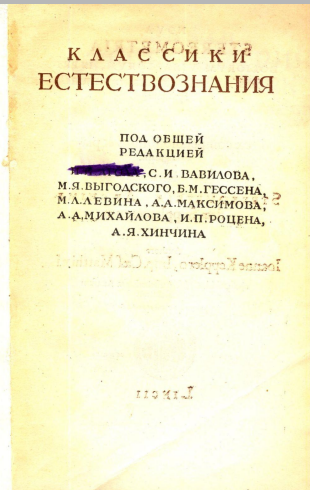 КЛАССИКИ
ЕСТЕСТВОЗНАНИЯ
ПОД ОБЩЕЙ
РЕДАКЦИЕЙ
С.И ВАВИЛОВА,
М.Я.ВЫГОДСКОГО, Б.М.ГЕССЕНА,
М.Л.ЛЕВИНА, А.А.МАКСИМОВА,
А.А.МИХАЙЛОВА, И.П.РОЦЕНА,
А.Я.ХИНЧИНА